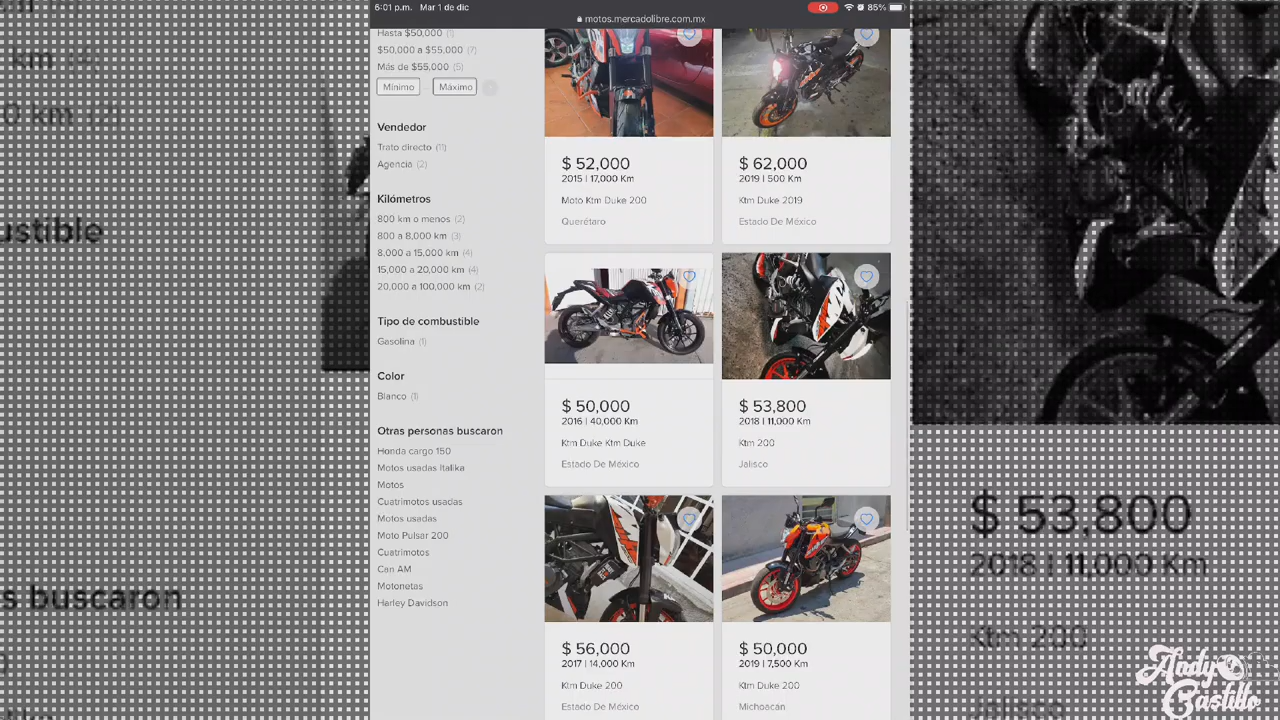 6:01 p.m. Mar 1 de dic
85%
motos.mercadolibre.com.mx
Hasta $50,000 (1)
$50,000 a $55,000 (7)
Más de $55,000 (5)
Mínimo
Máximo
Vendedor
Trato directo (11)
Agencia (2)
Kilómetros
800 km o menos (2)
800 a 8,000 km (3)
8,000 a 15,000 km (4)
15,000 a 20,000 km (4)
20,000 a 100,000 km (2)
Tipo de combustible
Gasolina (1)
Color
Blanco (1)
Otras personas buscaron
Honda cargo 150
Motos usadas Italika
Motos
Cuatrimotos usadas
Motos usadas
Moto Pulsar 200
Cuatrimotos
Can AM
Motonetas
Harley Davidson
$ 52,000
2015 | 17,000 Km
Moto Ktm Duke 200
Querétaro
$ 62,000
2019 | 500 Km
Ktm Duke 2019
Estado De México
$ 50,000
2016 | 40,000 Km
Ktm Duke Ktm Duke
Estado De México
$ 53,800
2018 | 11,000 Km
Ktm 200
Jalisco
$ 56,000
2017 | 14,000 Km
Ktm Duke 200
Estado De México
$ 50,000
2019 | 7,500 Km
Ktm Duke 200
Michoacán
km
0 km
ustible
s buscaron
$ 53,800
2018 | 11,000 Km
Ktm 200
Jalisco
Andy
Castillo